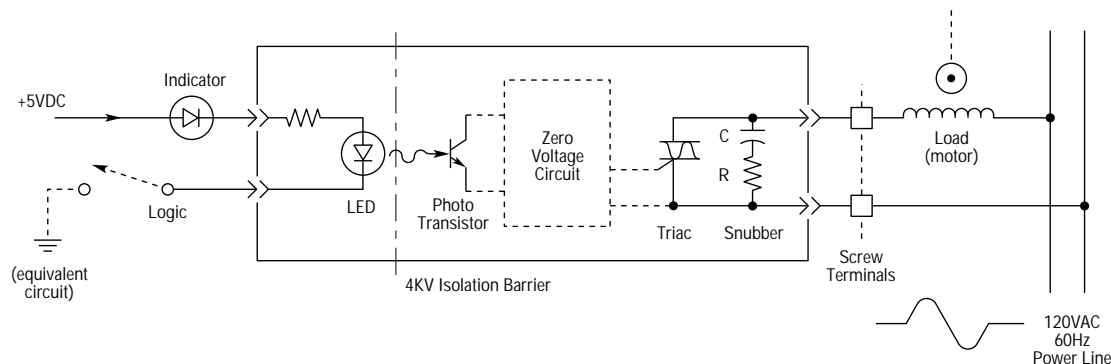 Indicator
+5VDC
Logic
(equivalent
circuit)
LED
4KV Isolation Barrier
Photo
Transistor
Zero
Voltage
Circuit
Triac
C
R
Snubber
Screw
Terminals
Load
(motor)
120VAC
60Hz
Power Line